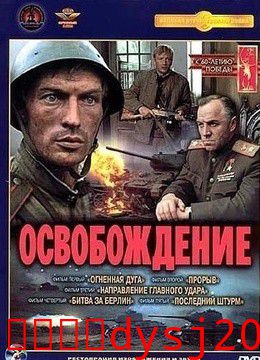 К 60-ЛЕТИЮ
ПОБЕДЫ
ОСВОБОЖДЕНИЕ
ФИЛЬМ ПЕРВЫЙ "ОГНЕННАЯ ДУГА" ФИЛЬМ ВТОРОЙ "ПРОРЫВ"
ФИЛЬМ ТРЕТИЙ "НАПРАВЛЕНИЕ ГЛАВНОГО УДАРА"
ФИЛЬМ ЧЕТВЕРТЫЙ "БИТВА ЗА БЕРЛИН" ФИЛЬМ ПЯТЫЙ "ПОСЛЕДНИЙ ШТУРМ"
dysj20